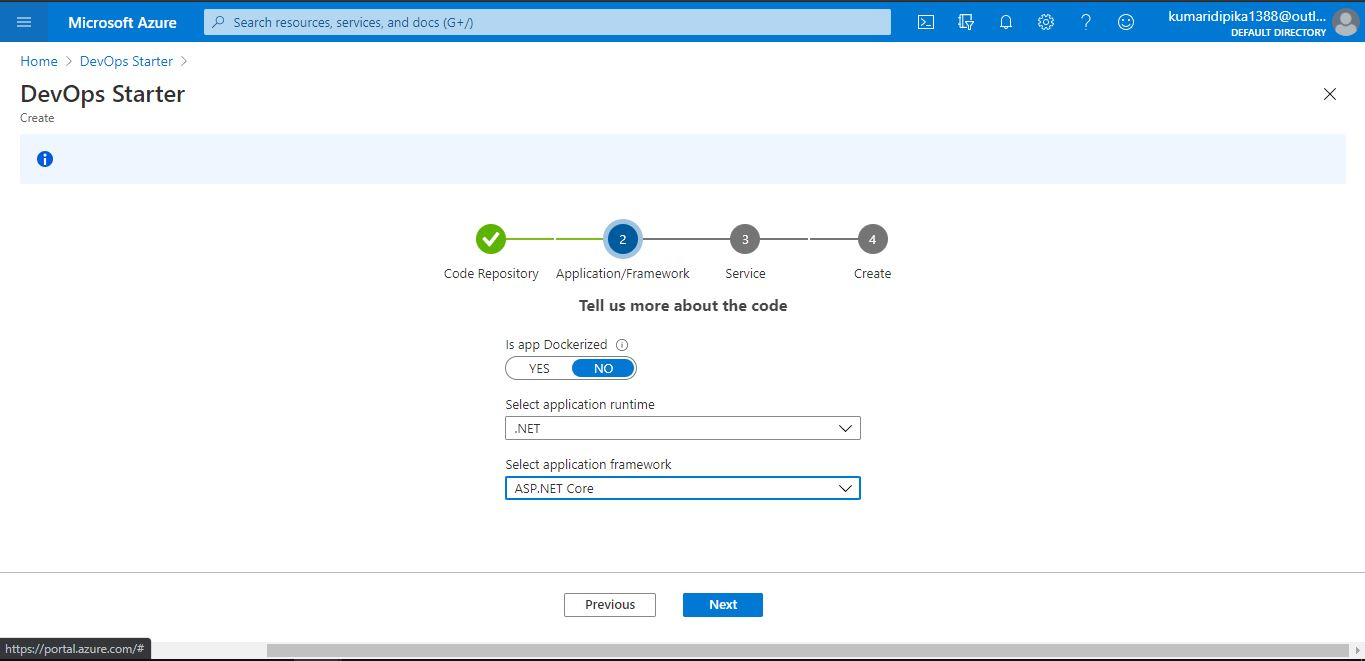 Microsoft Azure
Search resources, services, and docs (G+/)
kumaridipika1388@outl...
DEFAULT DIRECTORY
Home > DevOps Starter >
DevOps Starter
Create
2
3
4
Code Repository
Application/Framework
Service
Create
Tell us more about the code
Is app Dockerized
YES
NO
Select application runtime
.NET
Select application framework
ASP.NET Core
Previous
Next
https://portal.azure.com/#